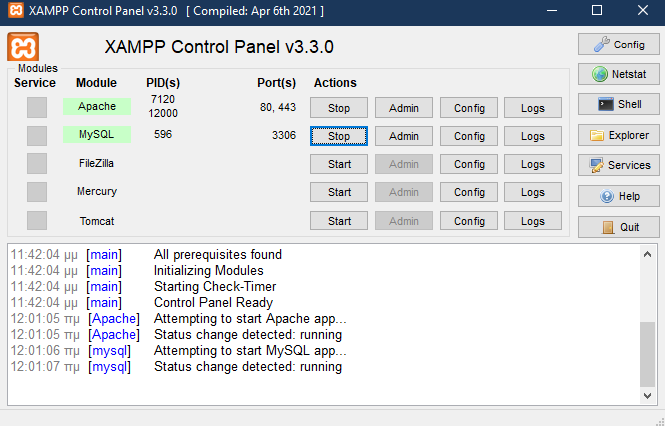 XAMPP Control Panel v3.3.0 [ Compiled: Apr 6th 2021 ]
XAMPP Control Panel v3.3.0
Config
Modules
Service Module PID(s) Port(s) Actions
Netstat
Apache 7120 12000 80, 443 Stop Admin Config Logs
Shell
MySQL 596 3306 Stop Admin Config Logs
Explorer
FileZilla Start Admin Config Logs
Services
Mercury Start Admin Config Logs
Help
Tomcat Start Admin Config Logs
Quit
11:42:04 μμ [main] All prerequisites found
11:42:04 μμ [main] Initializing Modules
11:42:04 μμ [main] Starting Check-Timer
11:42:04 μμ [main] Control Panel Ready
12:01:05 πμ [Apache] Attempting to start Apache app...
12:01:05 πμ [Apache] Status change detected: running
12:01:06 πμ [mysql] Attempting to start MySQL app...
12:01:07 πμ [mysql] Status change detected: running